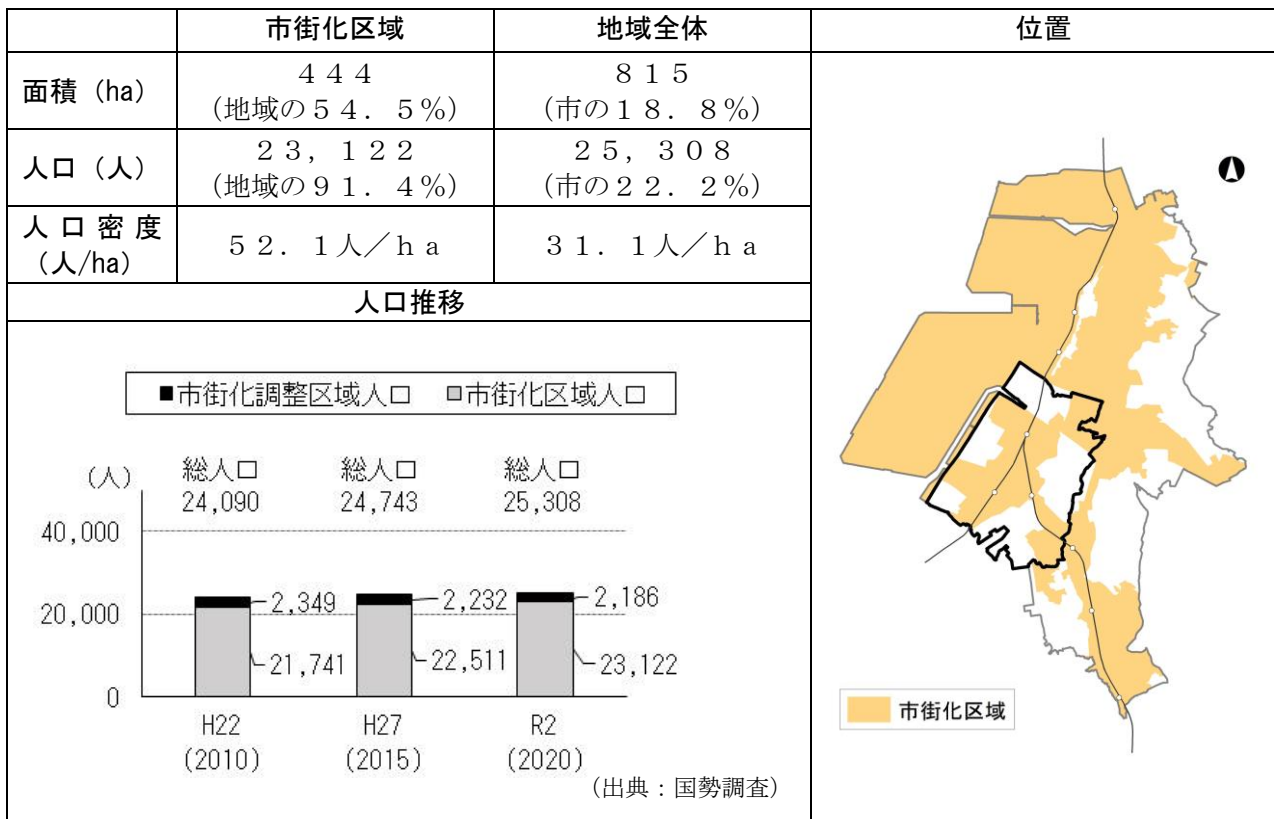 市街化区域 地域全体 位置
面積（ha） ４４４ ８１５
（地域の５４．５％） （市の１８．８％）
人口（人） ２３，１２２ ２５，３０８
（地域の９１．４％） （市の２２．２％）
人口密度
（人/ha） ５２．１人／ｈａ ３１．１人／ｈａ
人口推移
■市街化調整区域人口 □市街化区域人口
（人） 総人口 総人口 総人口
24,090 24,743 25,308
40,000
2,349 2,232 2,186
20,000
21,741 22,511 23,122
0
H22 H27 R2
(2010) (2015) (2020)
（出典：国勢調査）
市街化区域